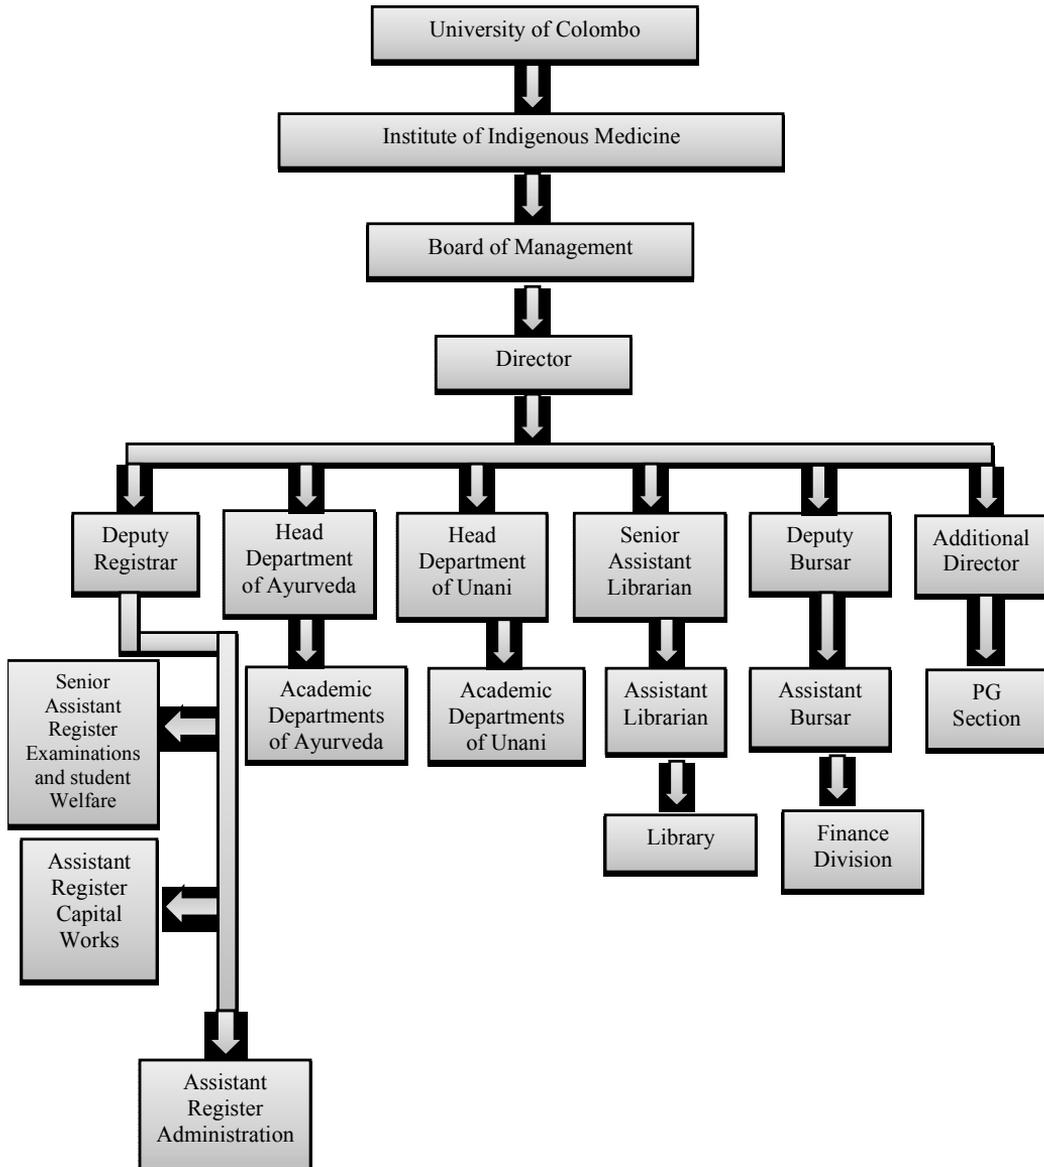 University of Colombo
Institute of Indigenous Medicine
Board of Management
Director
Deputy
Registrar
Head
Department
of Ayurveda
Head
Department
of Unani
Senior
Assistant
Librarian
Deputy
Bursar
Additional
Director
Senior
Assistant
Register
Examinations
and student
Welfare
Academic
Departments
of Ayurveda
Academic
Departments
of Unani
Assistant
Librarian
Assistant
Bursar
PG
Section
Library
Finance
Division
Assistant
Register
Capital
Works
Assistant
Register
Administration